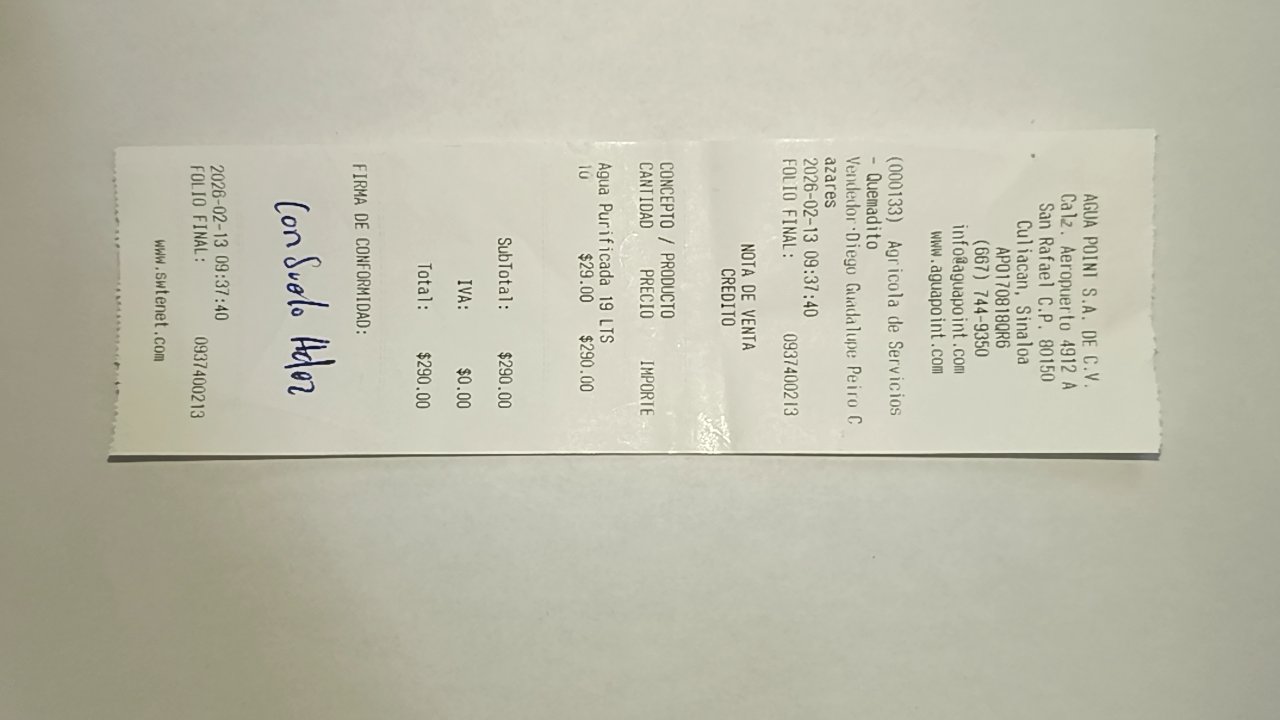 AGUA POINT S.A. DE C.V.
Calz. Aeropuerto 4912 A
San Rafael C.P. 80150
Culiacan, Sinaloa
APO170818QR6
(667) 744-9350
info@aguapoint.com
www.aguapoint.com
(000133) Agricola de Servicios
- Quemadito
Vendedor:Diego Guadalupe Peiro C
azares
2026-02-13 09:37:40
FOLIO FINAL: 0937400213
NOTA DE VENTA
CREDITO
CONCEPTO / PRODUCTO
CANTIDAD PRECIO IMPORTE
Agua Purificada 19 LTS
10 $29.00 $290.00
SubTotal: $290.00
IVA: $0.00
Total: $290.00
FIRMA DE CONFORMIDAD:
Consuelo
2026-02-13 09:37:40
FOLIO FINAL: 0937400213
www.swtenet.com